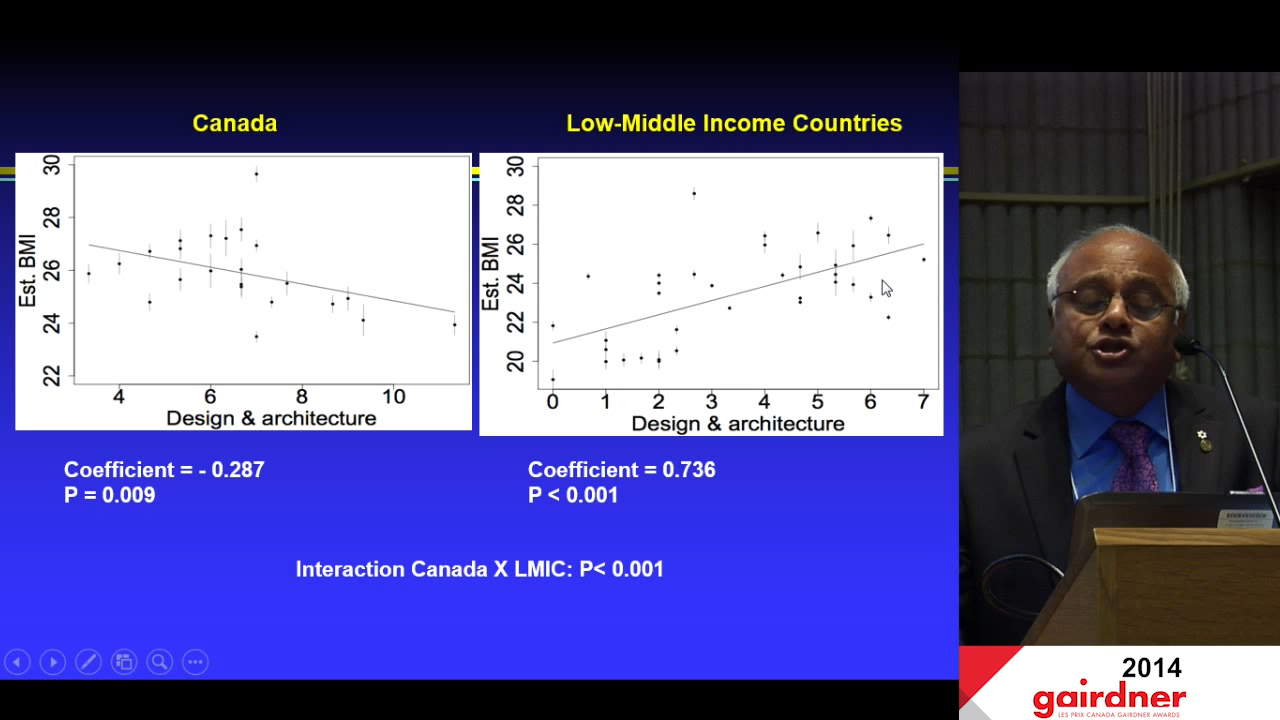 Canada
Low-Middle Income Countries
30
28
26
24
22
Est. BMI
4 6 8 10
Design & architecture
30
28
26
24
22
20
Est. BMI
0 1 2 3 4 5 6 7
Design & architecture
Coefficient = - 0.287
P = 0.009
Coefficient = 0.736
P < 0.001
Interaction Canada X LMIC: P< 0.001
2014
gairdner
LES PRIX CANADA GAIRDNER AWARDS